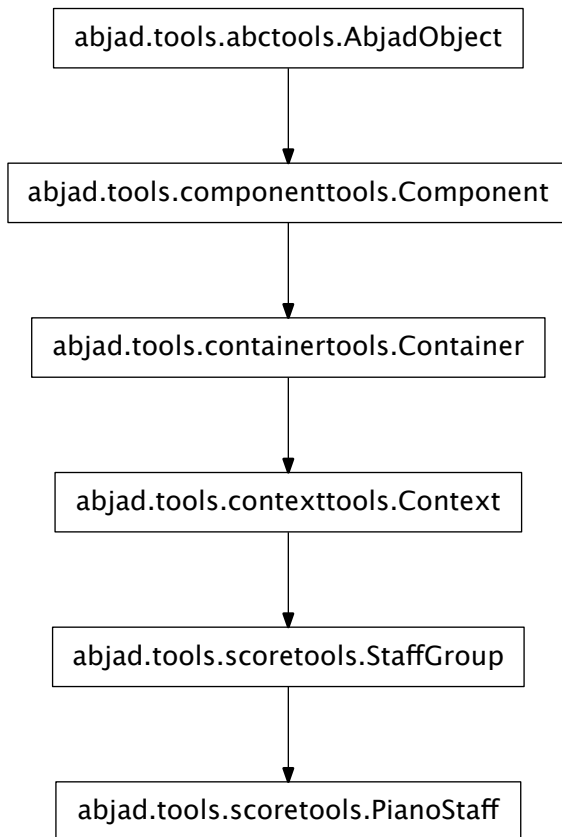 abjad.tools.abctools.AbjadObject
abjad.tools.componenttools.Component
abjad.tools.containertools.Container
abjad.tools.contexttools.Context
abjad.tools.scoretools.StaffGroup
abjad.tools.scoretools.PianoStaff